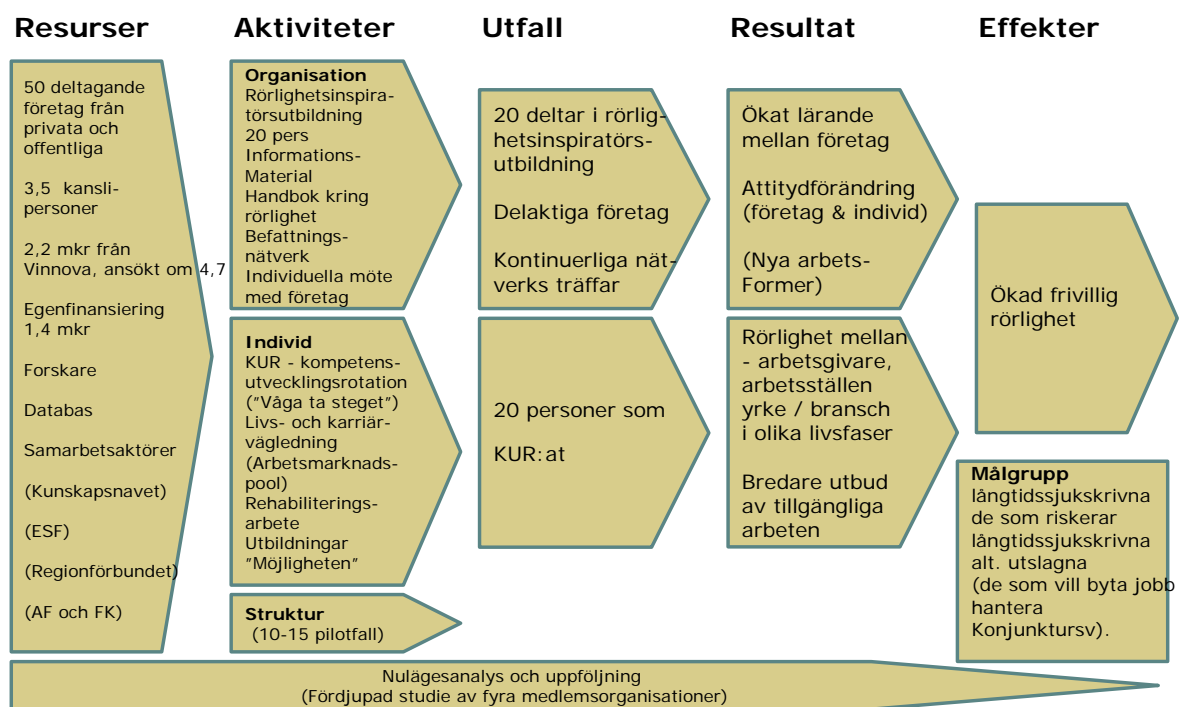 Resurser
Aktiviteter
Utfall
Resultat
Effekter
50 deltagande
företag från
privata och
offentliga
3,5 kansli-
personer
2,2 mkr från
Vinnova, ansökt om 4,7
Egenfinansiering
1,4 mkr
Forskare
Databas
Samarbetsaktörer
(Kunskapsnavet)
(ESF)
(Regionförbundet)
(AF och FK)
Organisation
Rörlighetsinspira-
törsutbildning
20 pers
Informations-
Material
Handbok kring
rörlighet
Befattnings-
nätverk
Individuella möte
med företag
Individ
KUR - kompetens-
utvecklingsrotation
("Våga ta steget")
Livs- och karriär-
vägledning
(Arbetsmarknads-
pool)
Rehabiliterings-
arbete
Utbildningar
"Möjligheten"
Struktur
(10-15 pilotfall)
20 deltar i rörlig-
hetsinspiratörs-
utbildning
Delaktiga företag
Kontinuerliga nät-
verks träffar
20 personer som
KUR:at
Ökat lärande
mellan företag
Attitydförändring
(företag & individ)
(Nya arbets-
Former)
Rörlighet mellan
- arbetsgivare,
arbetsställen
yrke / bransch
i olika livsfaser
Bredare utbud
av tillgängliga
arbeten
Ökad frivillig
rörlighet
Målgrupp
långtidssjukskrivna
de som riskerar
långtidssjukskrivna
alt. utslagna
(de som vill byta jobb
hantera
Konjunktursv).
Nulägesanalys och uppföljning
(Fördjupad studie av fyra medlemsorganisationer)